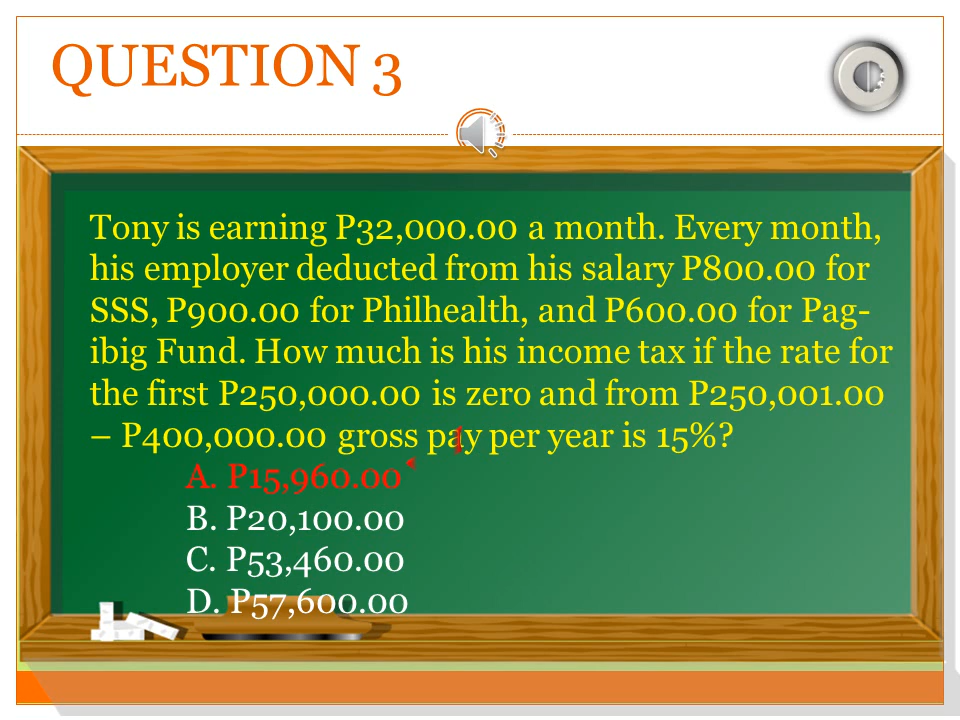 QUESTION 3
Tony is earning P32,000.00 a month. Every month,
his employer deducted from his salary P800.00 for
SSS, P900.00 for Philhealth, and P600.00 for Pag-
ibig Fund. How much is his income tax if the rate for
the first P250,000.00 is zero and from P250,001.00
– P400,000.00 gross pay per year is 15%?
A. P15,960.00
B. P20,100.00
C. P53,460.00
D. P57,600.00